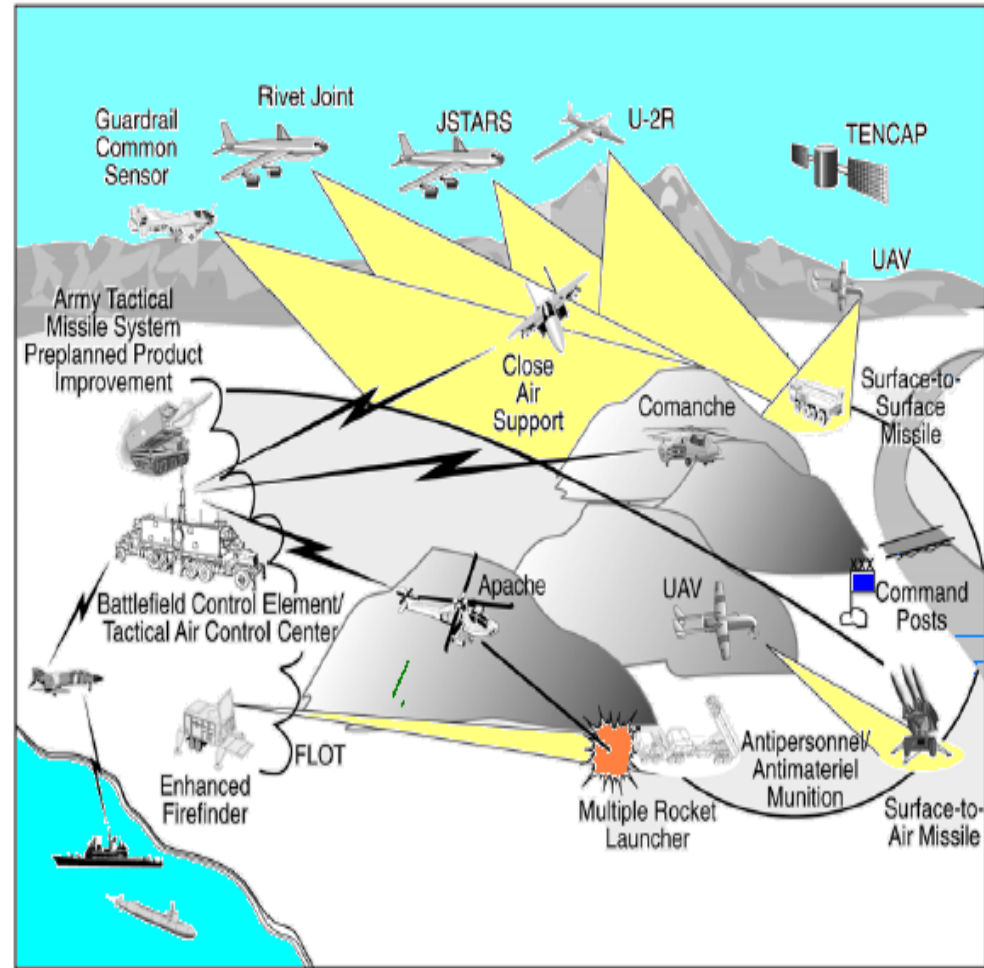 Rivet Joint
Guardrail
Common
Sensor
JSTARS
U-2R
TENCAP
UAV
Army Tactical
Missile System
Preplanned Product
Improvement
Close
Air
Support
Comanche
Surface-to-
Surface
Missile
XXX
Command
Posts
Battlefield Control Element/
Tactical Air Control Center
Apache
UAV
FLOT
Enhanced
Firefinder
Multiple Rocket
Launcher
Antipersonnel/
Antimateriel
Munition
Surface-to-
Air Missile